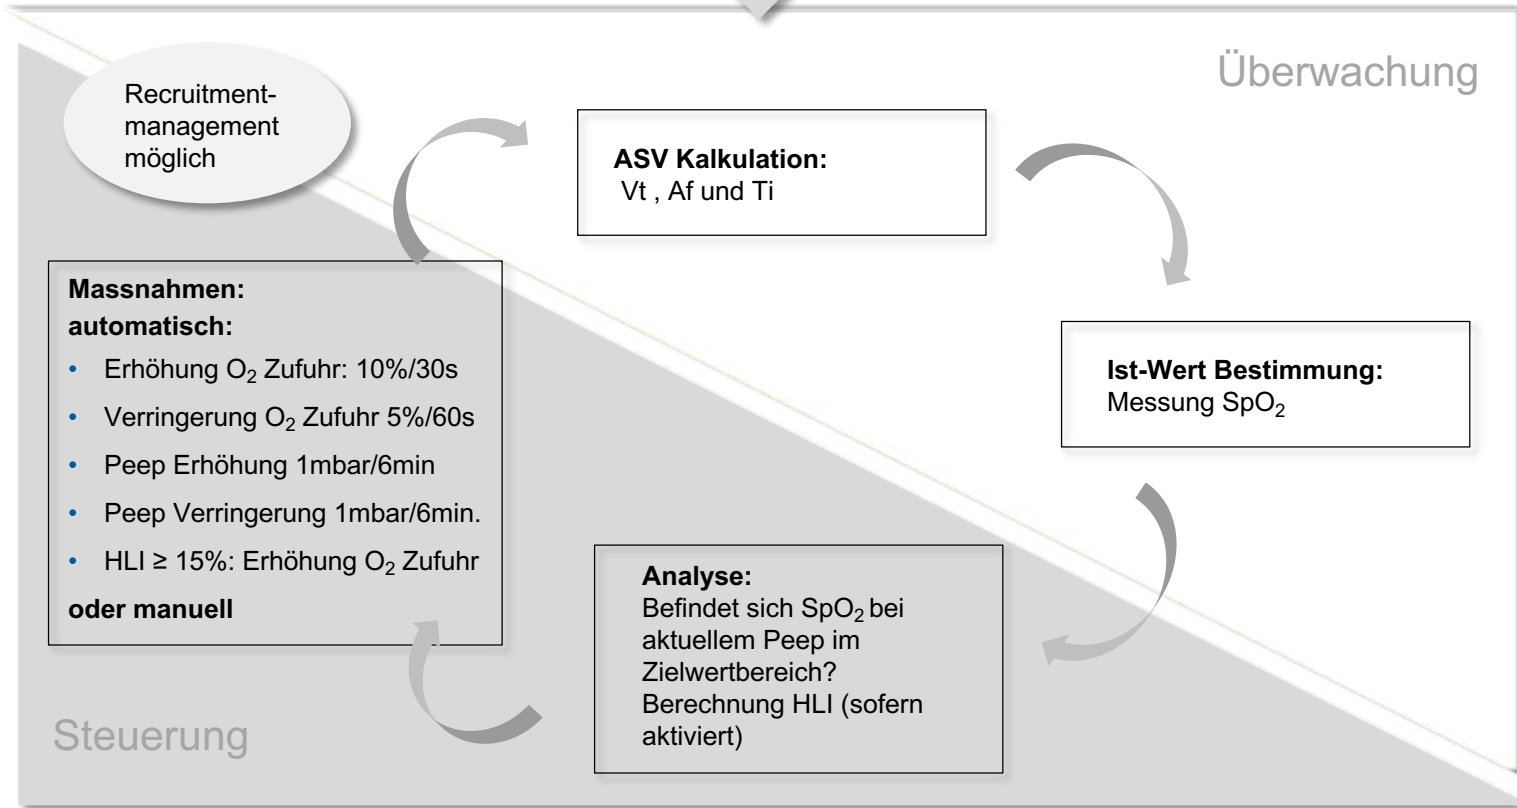 Überwachung
Recruitment-
management
möglich
ASV Kalkulation:
Vt , Af und Ti
Ist-Wert Bestimmung:
Messung SpO₂
Analyse:
Befindet sich SpO₂ bei
aktuellem Peep im
Zielwertbereich?
Berechnung HLI (sofern
aktiviert)
Massnahmen:
automatisch:
• Erhöhung O₂ Zufuhr: 10%/30s
• Verringerung O₂ Zufuhr 5%/60s
• Peep Erhöhung 1mbar/6min
• Peep Verringerung 1mbar/6min.
• HLI ≥ 15%: Erhöhung O₂ Zufuhr
oder manuell
Steuerung